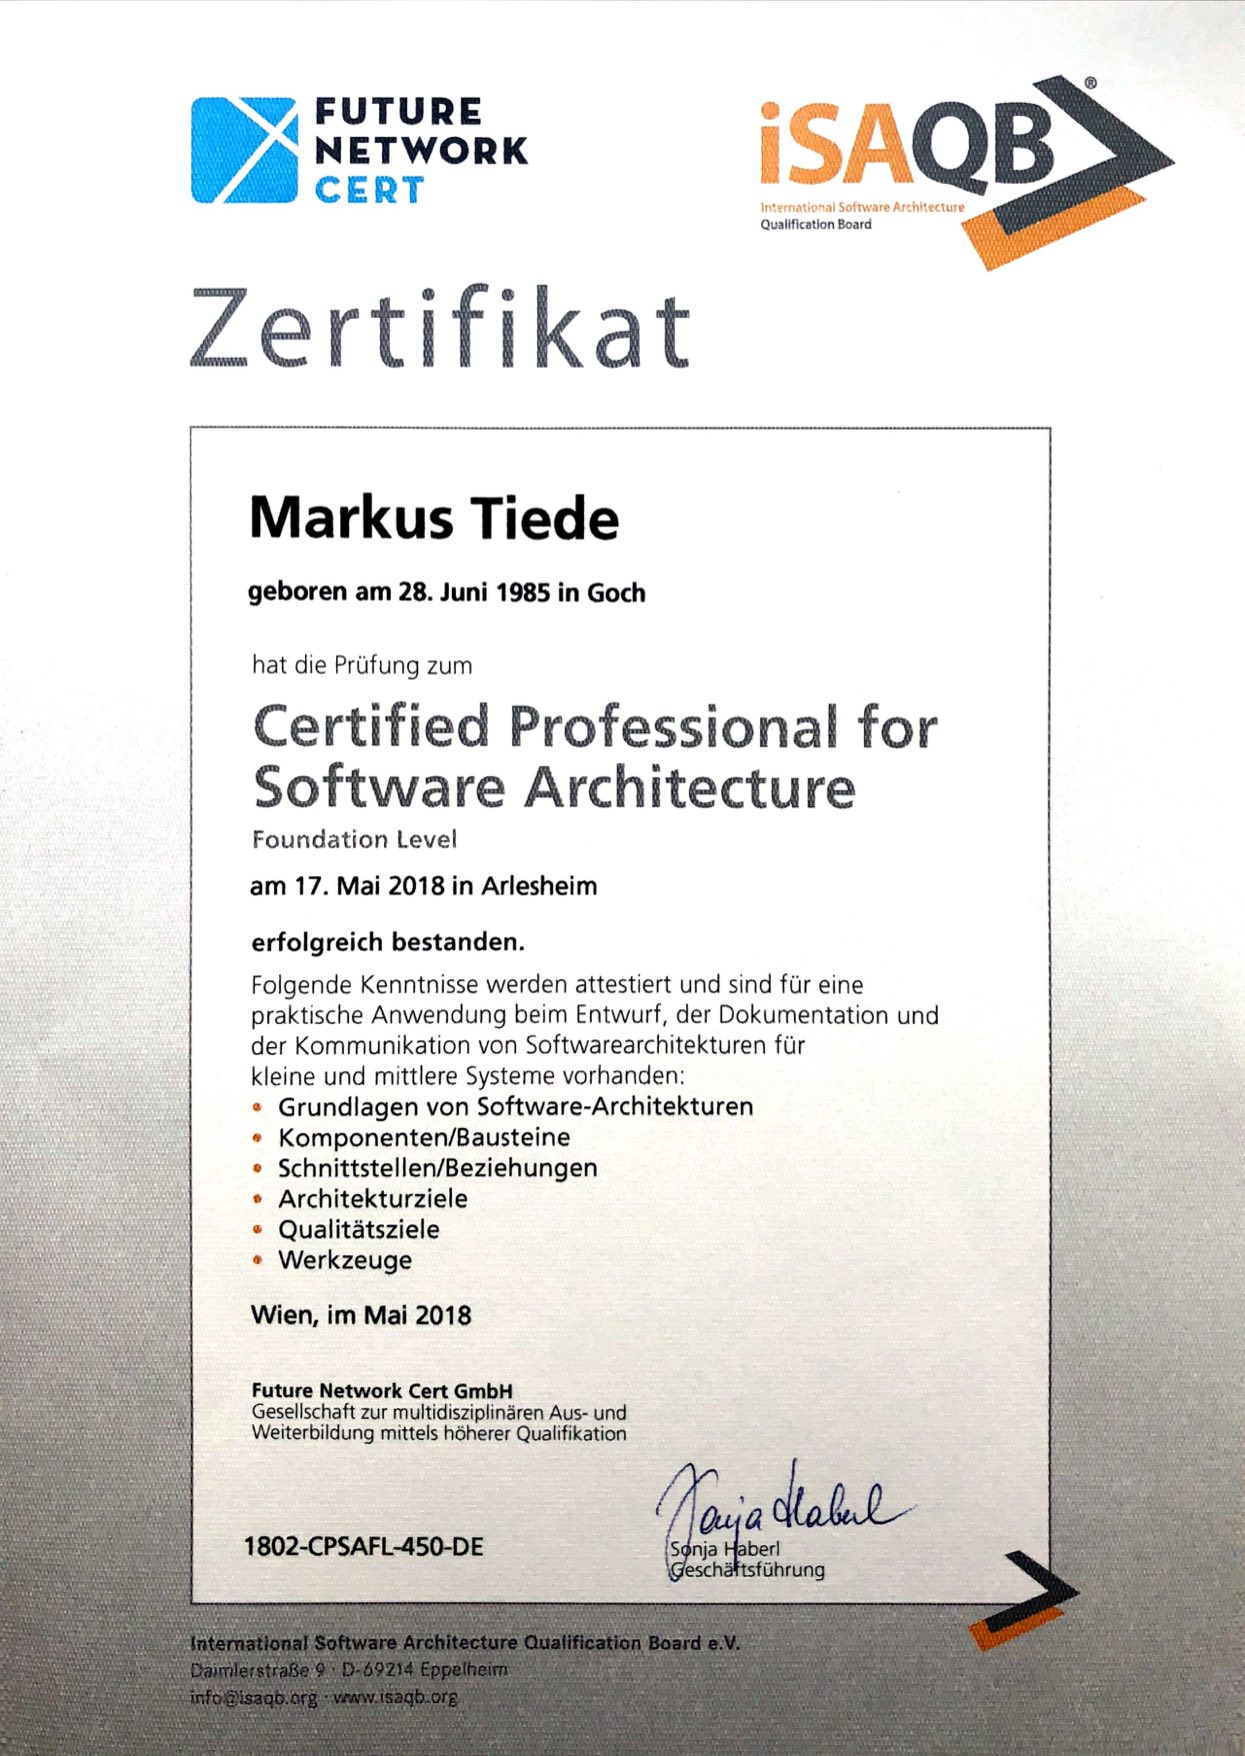 FUTURE
NETWORK
CERT
iSAQB®
International Software Architecture
Qualification Board
Zertifikat
Markus Tiede
geboren am 28. Juni 1985 in Goch
hat die Prüfung zum
Certified Professional for
Software Architecture
Foundation Level
am 17. Mai 2018 in Arlesheim
erfolgreich bestanden.
Folgende Kenntnisse werden attestiert und sind für eine
praktische Anwendung beim Entwurf, der Dokumentation und
der Kommunikation von Softwarearchitekturen für
kleine und mittlere Systeme vorhanden:
• Grundlagen von Software-Architekturen
• Komponenten/Bausteine
• Schnittstellen/Beziehungen
• Architekturziele
• Qualitätsziele
• Werkzeuge
Wien, im Mai 2018
Future Network Cert GmbH
Gesellschaft zur multidisziplinären Aus- und
Weiterbildung mittels höherer Qualifikation
Sonja Haberl
1802-CPSAFL-450-DE
Sonja Haberl
Geschäftsführung
International Software Architecture Qualification Board e.V.
Daimlerstraße 9 · D-69214 Eppelheim
info@isaqb.org · www.isaqb.org